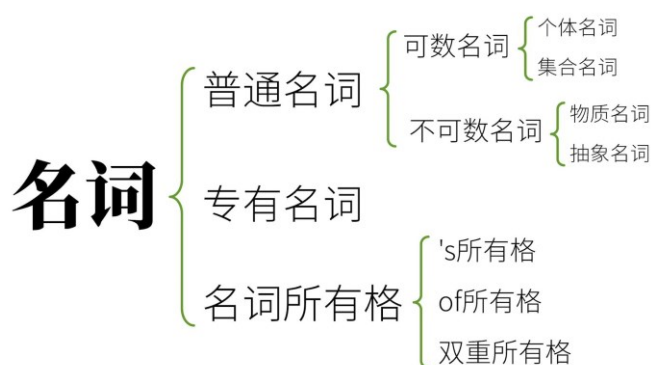 名词
普通名词
可数名词
个体名词
集合名词
不可数名词
物质名词
抽象名词
专有名词
名词所有格
's所有格
of所有格
双重所有格